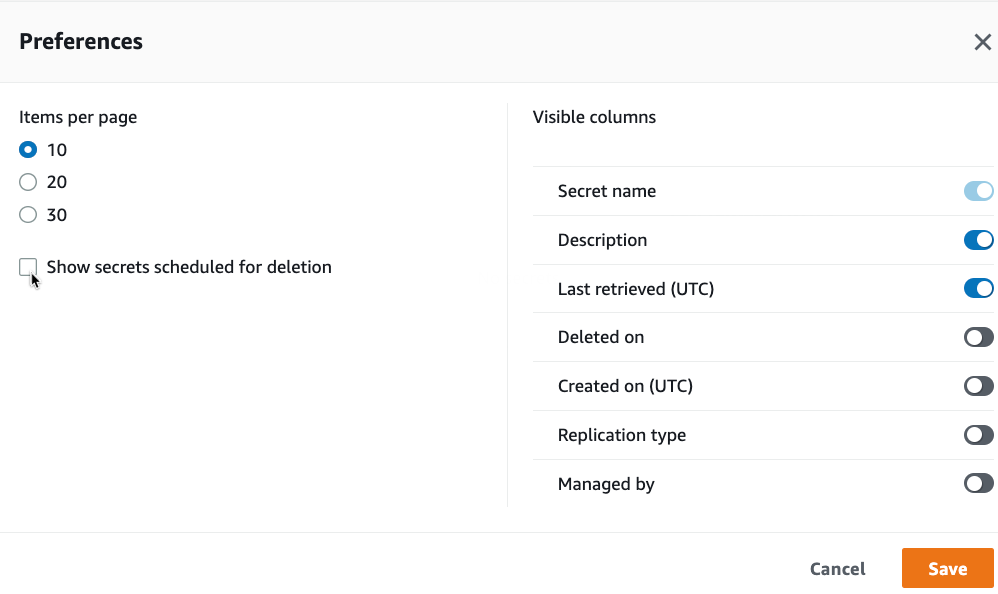 Preferences
Items per page
10
20
30
Show secrets scheduled for deletion
Visible columns
Secret name
Description
Last retrieved (UTC)
Deleted on
Created on (UTC)
Replication type
Managed by
Cancel
Save